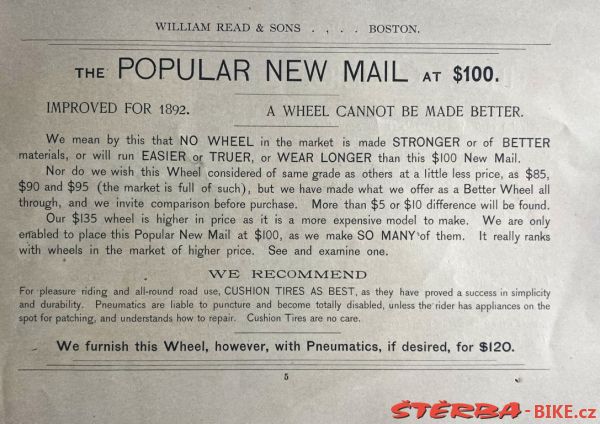 WILLIAM READ & SONS . , . . BOSTON.
THE POPULAR NEW MAIL AT $100.
IMPROVED FOR 1892. A WHEEL CANNOT BE MADE BETTER.
We mean by this that NO WHEEL in the market is made STRONGER or of BETTER
materials, or will run EASIER or TRUER, or WEAR LONGER than this $100 New Mail.
Nor do we wish this Wheel considered of same grade as others at a little less price, as $85,
$90 and $95 (the market is full of such), but we have made what we offer as a Better Wheel all
through, and we invite comparison before purchase. More than $5 or $10 difference will be found.
Our $135 wheel is higher in price as it is a more expensive model to make. We are only
enabled to place this Popular New Mail at $100, as we make SO MANY of them. It really ranks
with wheels in the market of higher price. See and examine one.
WE RECOMMEND
For pleasure riding and all-round road use, CUSHION TIRES AS BEST, as they have proved a success in simplicity
and durability. Pneumatics are liable to puncture and become totally disabled, unless the rider has appliances on the
spot for patching, and understands how to repair. Cushion Tires are no care.
We furnish this Wheel, however, with Pneumatics, if desired, for $120.
5
ŠTĚRBA-BIKE.cz